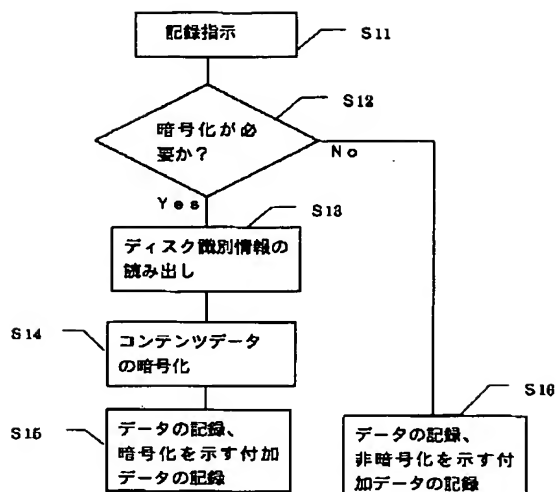 記録指示
S11
S12
暗号化が必
要か?
No
Yes
S13
ディスク識別情報の
読み出し
S14
コンテンツデータ
の暗号化
S15
データの記録、
暗号化を示す付加
データの記録
S16
データの記録、
非暗号化を示す付
加データの記録